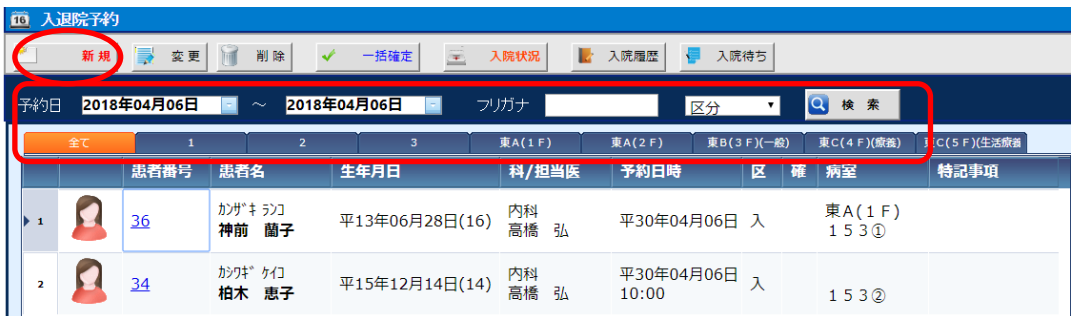 16 入退院予約
新規 変更 削除 一括確定 入院状況 入院履歴 入院待ち
予約日 2018年04月06日 ～ 2018年04月06日 フリガナ 区分 検索
全て 1 2 3 東A(1F) 東A(2F) 東B(3F)(一般) 東C(4F)(療養) 東C(5F)(生活療養
患者番号 患者名 生年月日 科/担当医 予約日時 区 確 病室 特記事項
1 36 ｶﾝｻﾞｷ ﾗﾝｺ 平13年06月28日(16) 内科 平30年04月06日 入 東A(1F)
神前 蘭子 高橋 弘 153①
2 34 ｶｼﾜｷﾞ ｹｲｺ 平15年12月14日(14) 内科 平30年04月06日 入
柏木 恵子 高橋 弘 10:00 153②